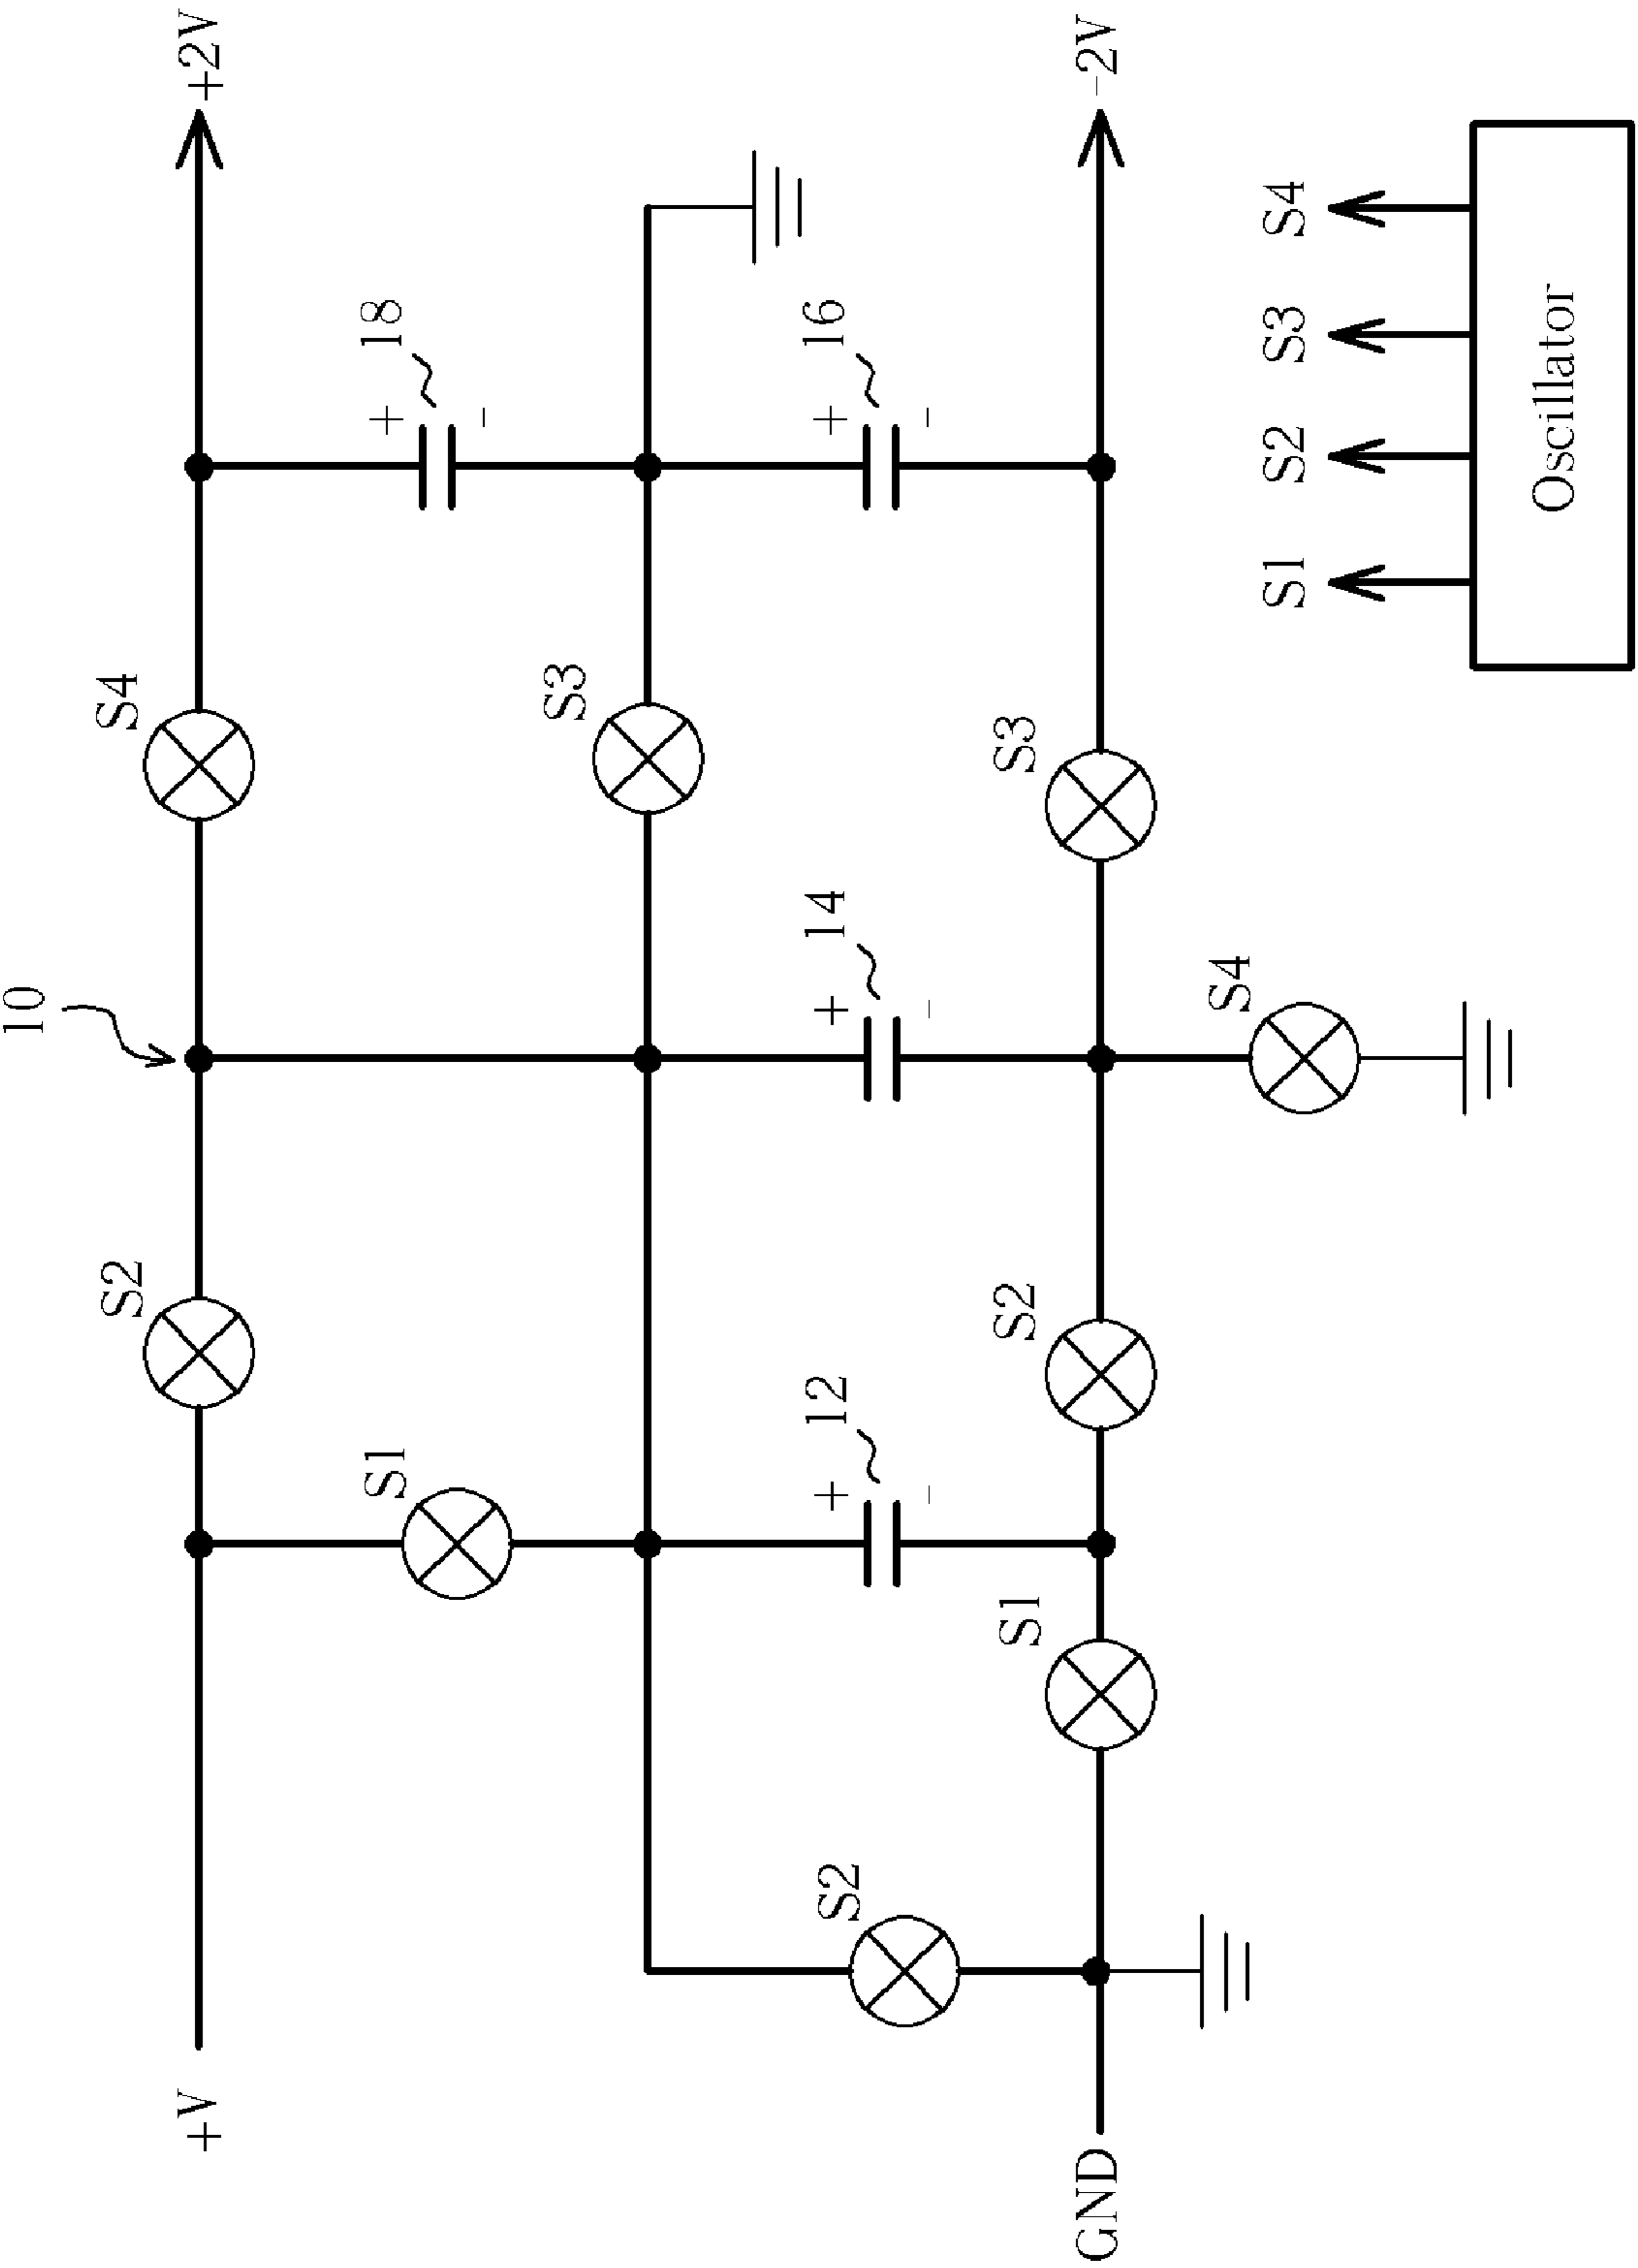 10
+V
S2
S4
+2V
S1
18
+
-
S3
S2
12
+
-
14
+
-
16
+
-
GND
S1
S2
S3
-2V
S4
S1
S2
S3
S4
Oscillator